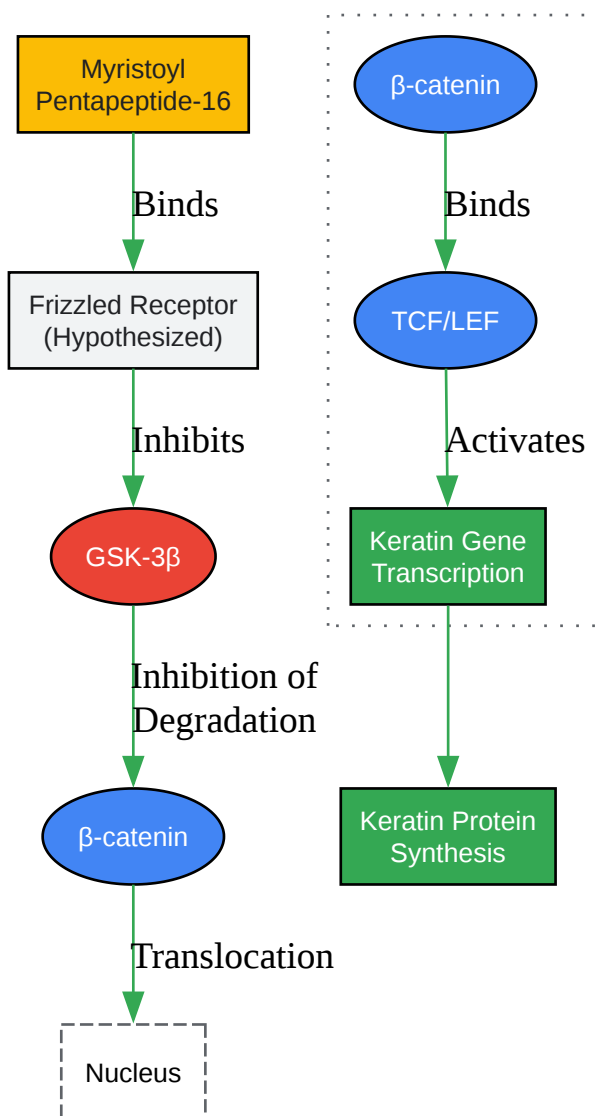 Myristoyl
Pentapeptide-16
Binds
Frizzled Receptor
(Hypothesized)
Inhibits
GSK-3β
Inhibition of
Degradation
β-catenin
Translocation
Nucleus
β-catenin
Binds
TCF/LEF
Activates
Keratin Gene
Transcription
Keratin Protein
Synthesis